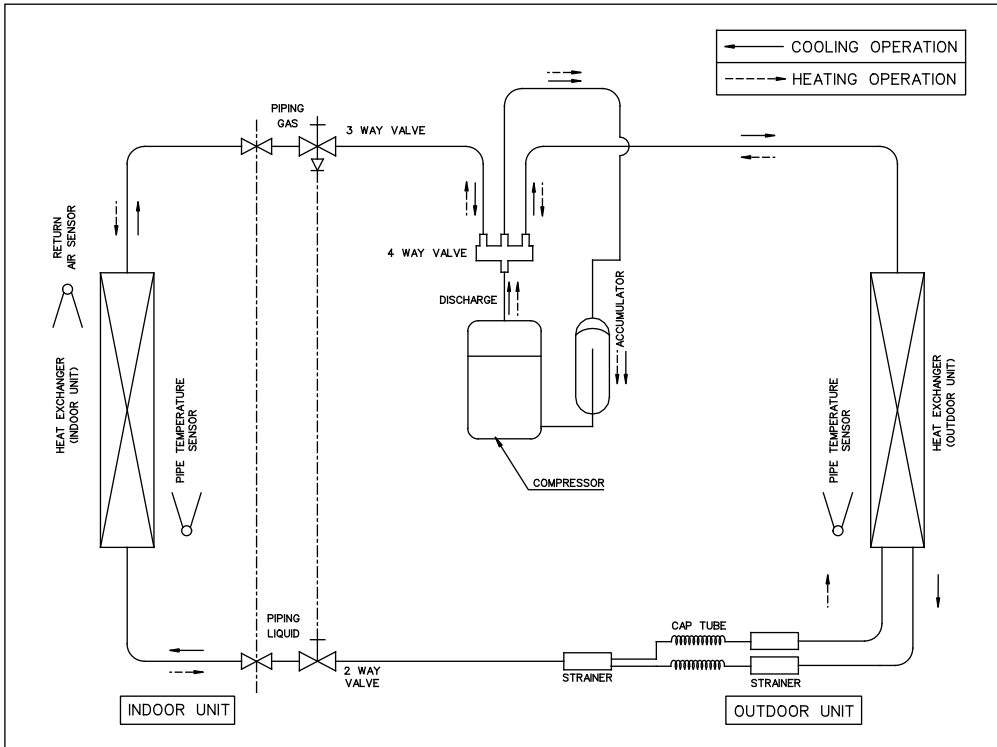 COOLING OPERATION
HEATING OPERATION
PIPING
GAS
3 WAY VALVE
RETURN
AIR SENSOR
4 WAY VALVE
DISCHARGE
ACCUMULATOR
HEAT EXCHANGER
(INDOOR UNIT)
PIPE TEMPERATURE
SENSOR
COMPRESSOR
PIPE TEMPERATURE
SENSOR
HEAT EXCHANGER
(OUTDOOR UNIT)
PIPING
LIQUID
2 WAY
VALVE
CAP TUBE
STRAINER
STRAINER
INDOOR UNIT
OUTDOOR UNIT